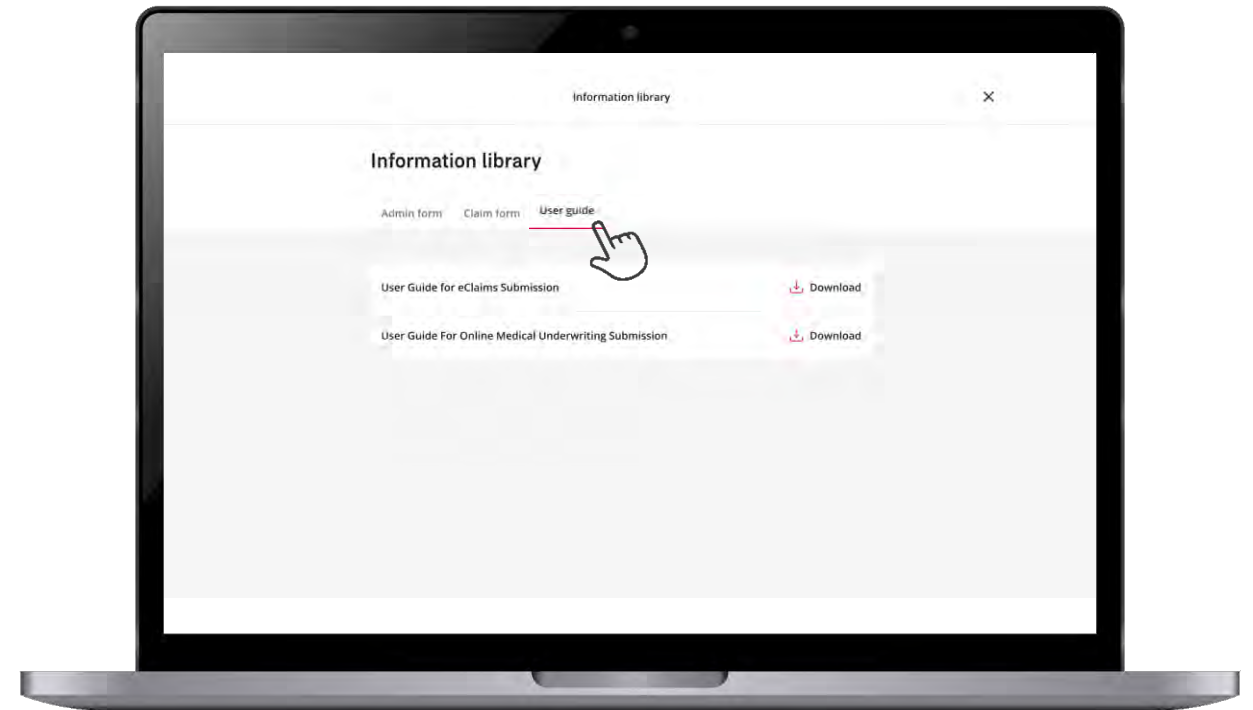 Information library
Information library
Admin form Claim form User guide
User Guide for eClaims Submission Download
User Guide For Online Medical Underwriting Submission Download